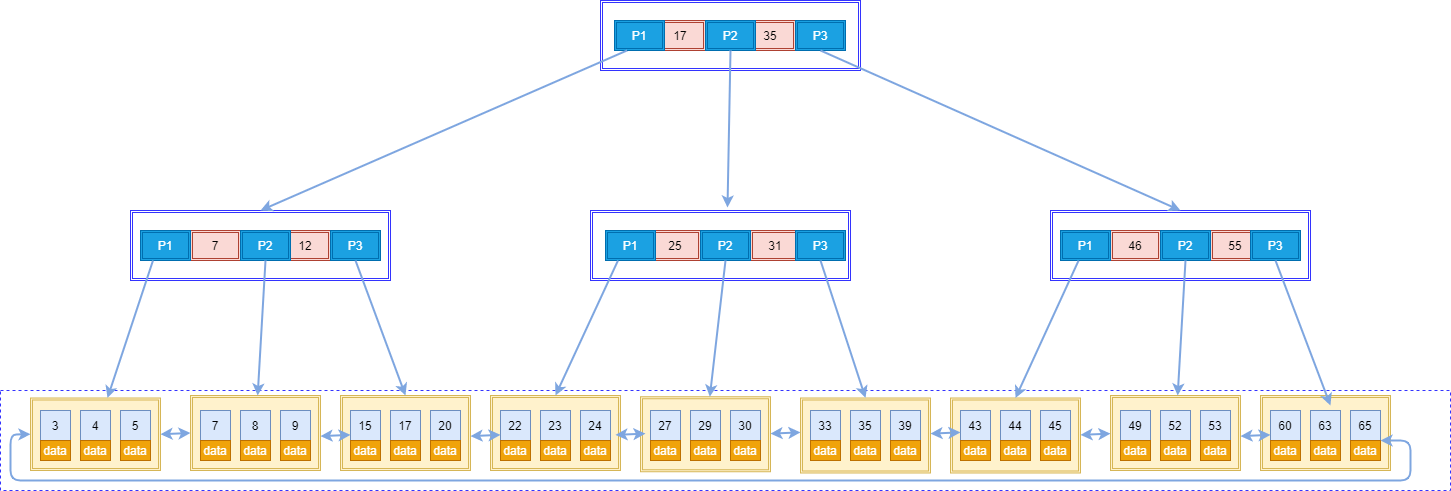 P1 17 P2 35 P3
P1 7 P2 12 P3
P1 25 P2 31 P3
P1 46 P2 55 P3
3 4 5
data data data
7 8 9
data data data
15 17 20
data data data
22 23 24
data data data
27 29 30
data data data
33 35 39
data data data
43 44 45
data data data
49 52 53
data data data
60 63 65
data data data